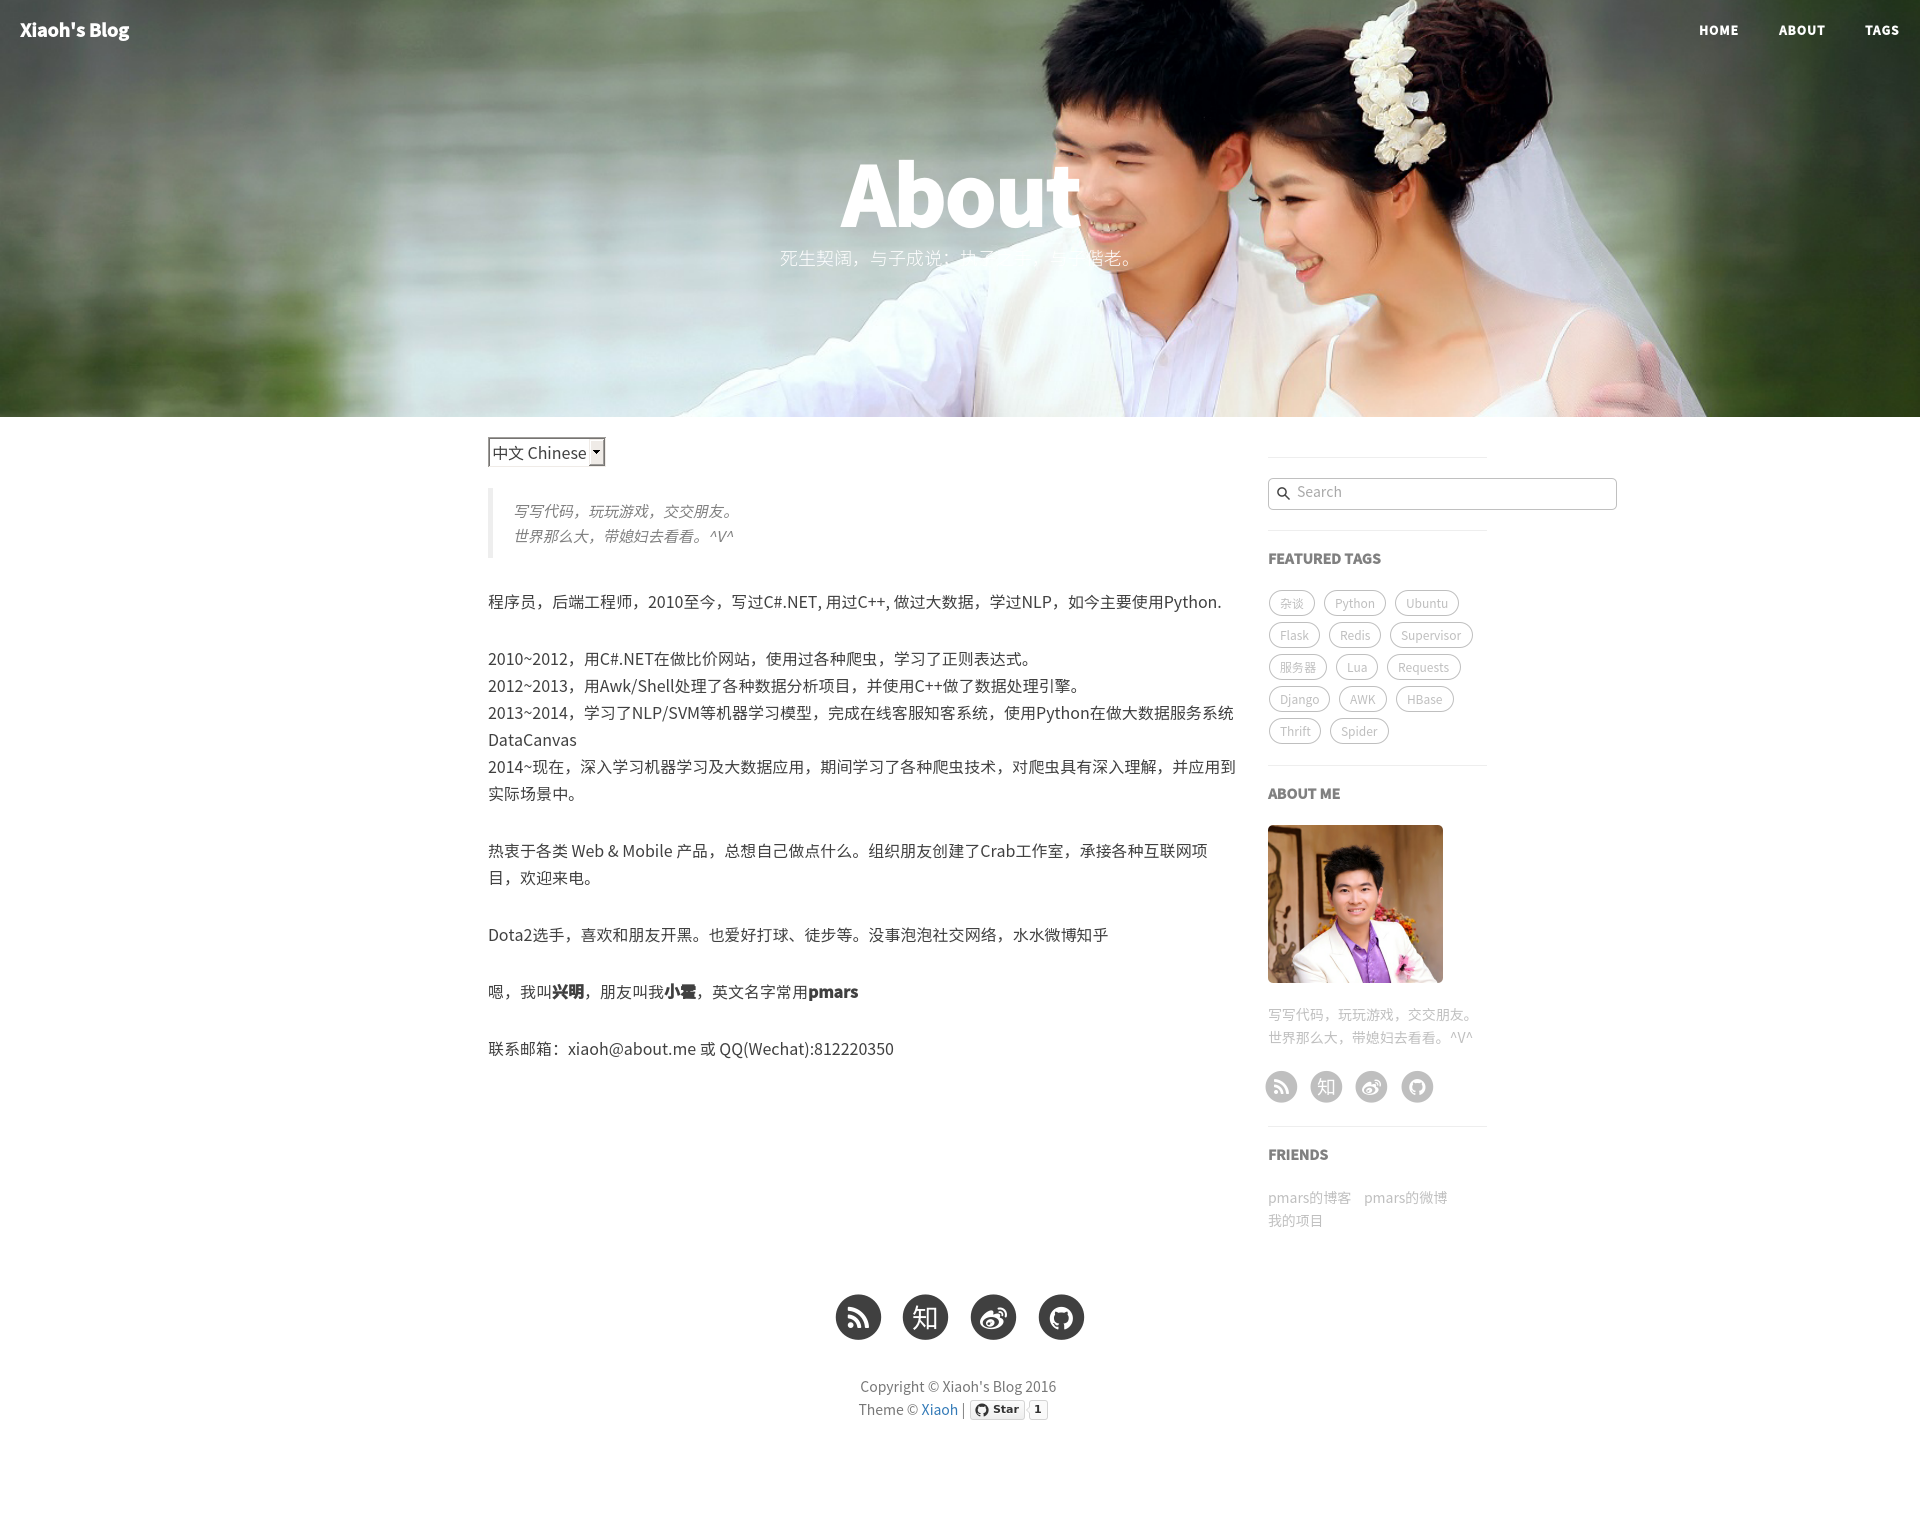 Xiaoh's Blog
HOME ABOUT TAGS
About
死生契阔，与子成说；执子 偕老。
中文 Chinese
写写代码，玩玩游戏，交交朋友。
世界那么大，带媳妇去看看。^V^
程序员，后端工程师，2010至今，写过C#.NET, 用过C++, 做过大数据，学过NLP，如今主要使用Python.
2010~2012，用C#.NET在做比价网站，使用过各种爬虫，学习了正则表达式。
2012~2013，用Awk/Shell处理了各种数据分析项目，并使用C++做了数据处理引擎。
2013~2014，学习了NLP/SVM等机器学习模型，完成在线客服知客系统，使用Python在做大数据服务系统
DataCanvas
2014~现在，深入学习机器学习及大数据应用，期间学习了各种爬虫技术，对爬虫具有深入理解，并应用到
实际场景中。
热衷于各类 Web & Mobile 产品，总想自己做点什么。组织朋友创建了Crab工作室，承接各种互联网项
目，欢迎来电。
Dota2选手，喜欢和朋友开黑。也爱好打球、徒步等。没事泡泡社交网络，水水微博知乎
嗯，我叫兴明，朋友叫我小霍，英文名字常用pmars
联系邮箱：xiaoh@about.me 或 QQ(Wechat):812220350
Search
FEATURED TAGS
杂谈 Python Ubuntu
Flask Redis Supervisor
服务器 Lua Requests
Django AWK HBase
Thrift Spider
ABOUT ME
写写代码，玩玩游戏，交交朋友。
世界那么大，带媳妇去看看。^V^
知
FRIENDS
pmars的博客 pmars的微博
我的项目
知
Copyright © Xiaoh's Blog 2016
Theme © Xiaoh | Star 1